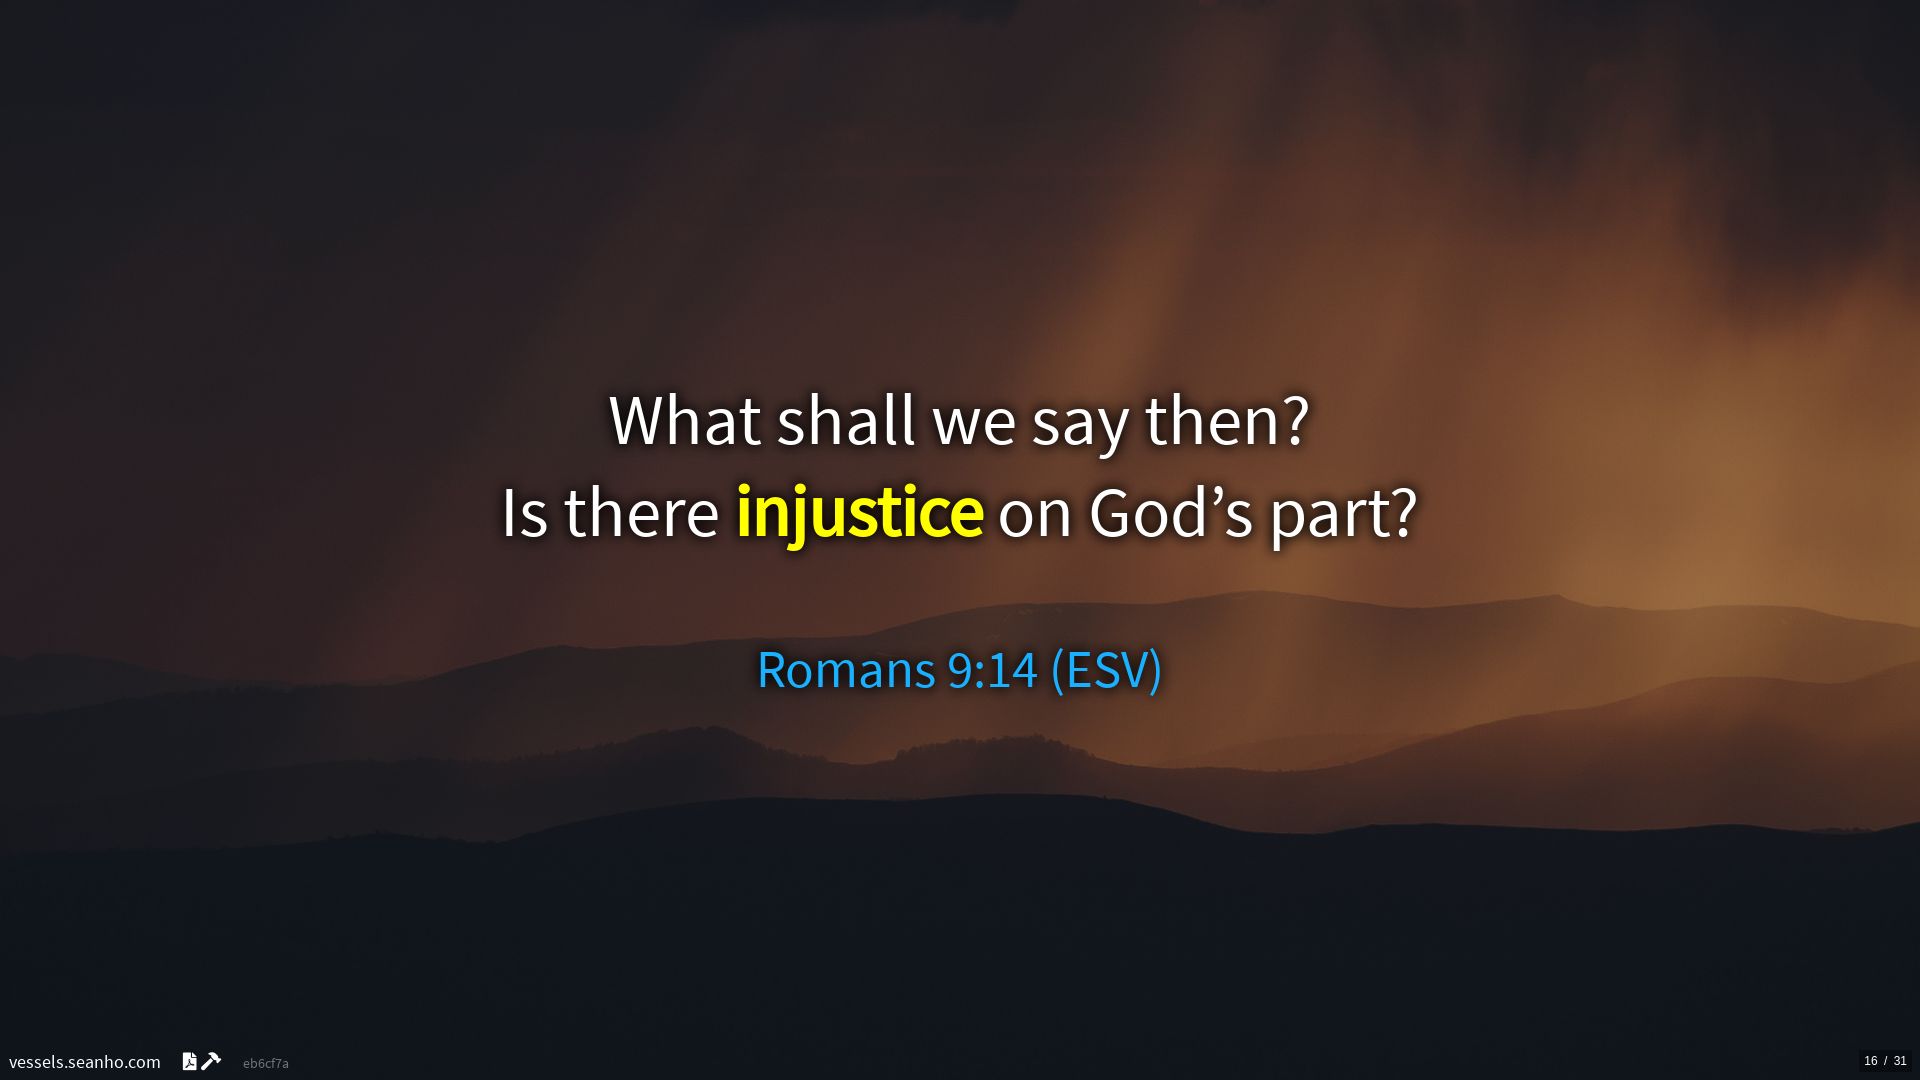 What shall we say then?
Is there injustice on God’s part?
Romans 9:14 (ESV)
vessels.seanho.com
eb6cf7a
16 / 31